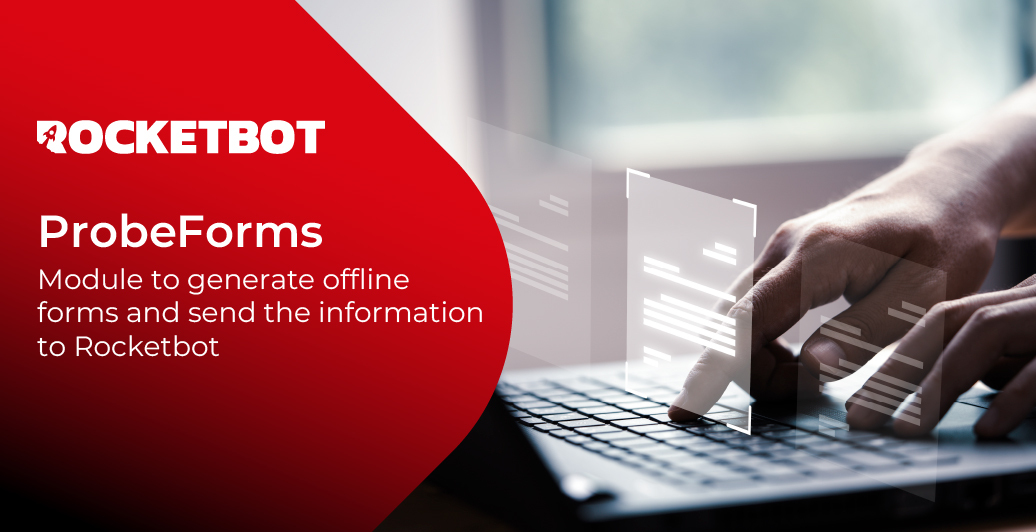 ROCKETBOT
ProbeForms
Module to generate offline
forms and send the information
to Rocketbot